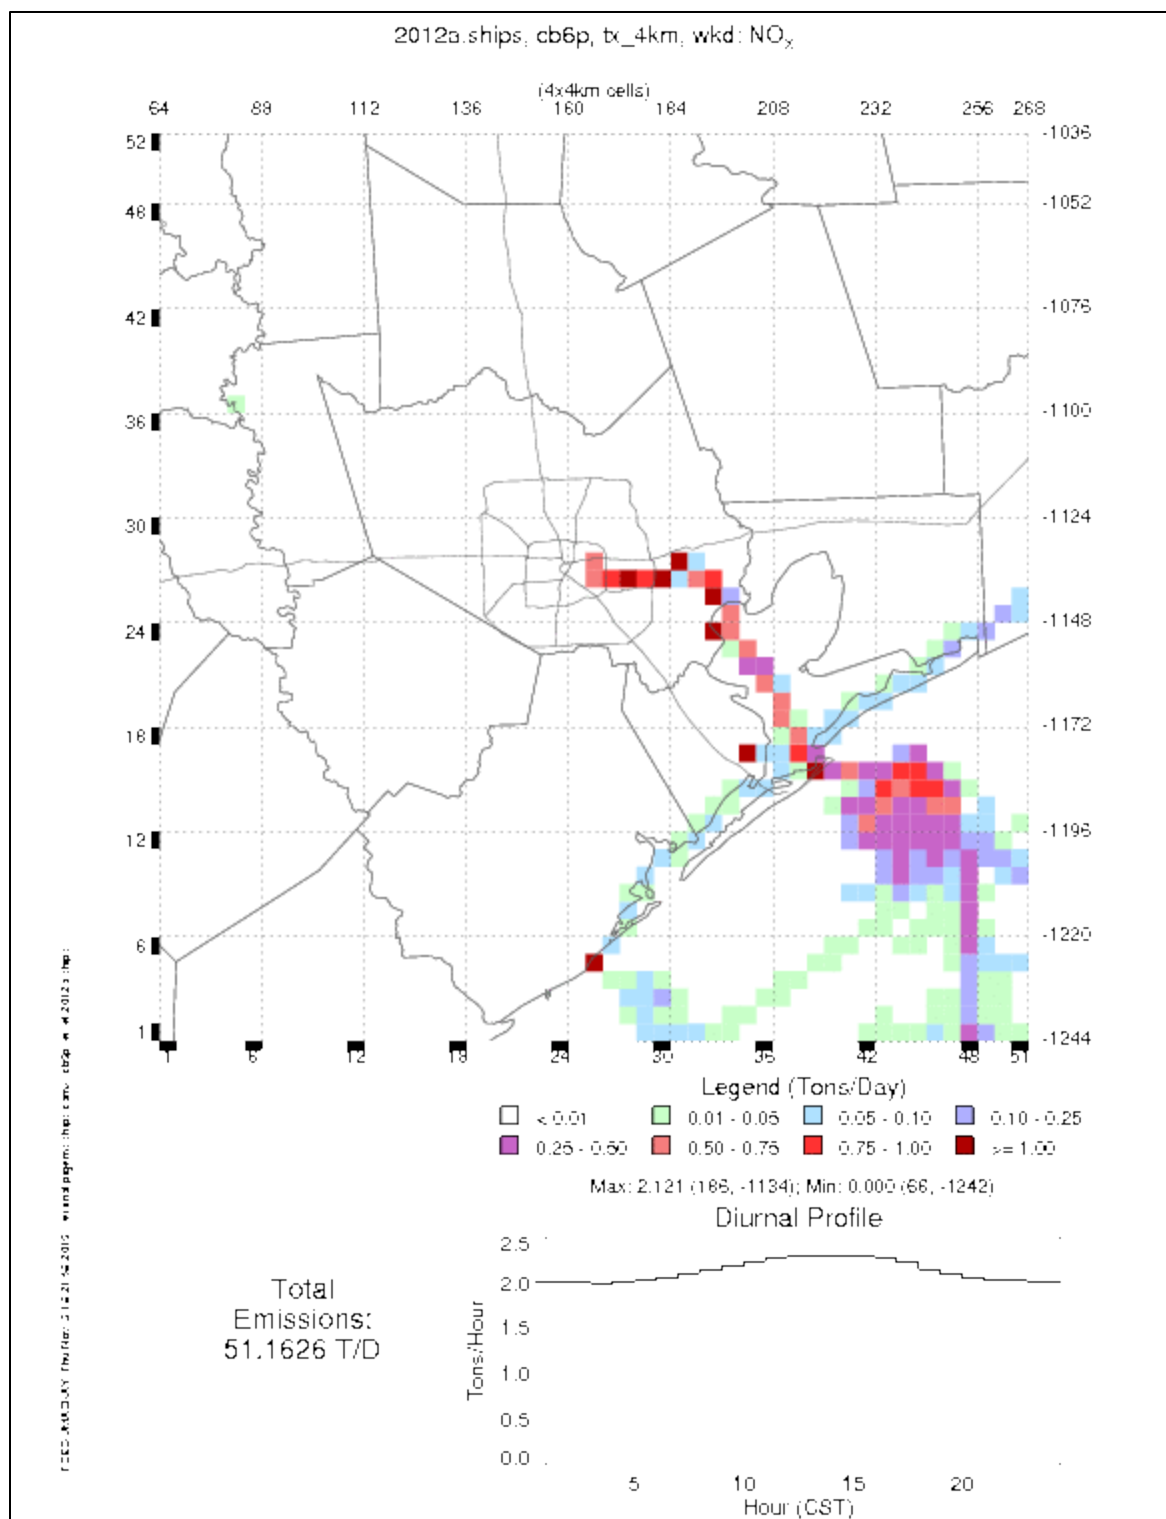 2012a.ships, cb6p, tx_4km, wkd: NOx
(4x4km cells)
64 88 112 136 160 184 208 232 256 268
52 -1036
48 -1052
42 -1076
36 -1100
30 -1124
24 -1148
18 -1172
12 -1196
6 -1220
1 -1244
1 6 12 18 24 30 36 42 48 51
Legend (Tons/Day)
< 0.01 0.01 - 0.05 0.05 - 0.10 0.10 - 0.25
0.25 - 0.50 0.50 - 0.75 0.75 - 1.00 >= 1.00
Max: 2.121 (186, -1134); Min: 0.000 (66, -1242)
Diurnal Profile
Total
Emissions:
51.1626 T/D
Tons/Hour
2.5
2.0
1.5
1.0
0.5
0.0
5 10 15 20
Hour (CST)